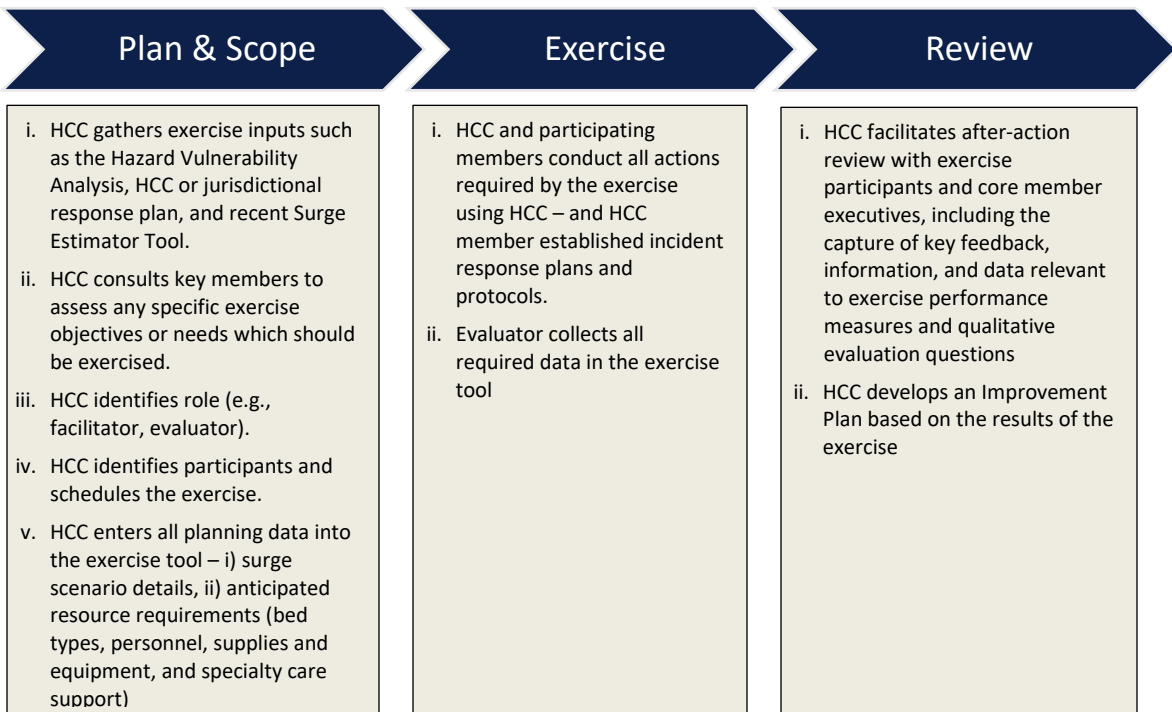 Plan & Scope
i. HCC gathers exercise inputs such
as the Hazard Vulnerability
Analysis, HCC or jurisdictional
response plan, and recent Surge
Estimator Tool.
ii. HCC consults key members to
assess any specific exercise
objectives or needs which should
be exercised.
iii. HCC identifies role (e.g.,
facilitator, evaluator).
iv. HCC identifies participants and
schedules the exercise.
v. HCC enters all planning data into
the exercise tool – i) surge
scenario details, ii) anticipated
resource requirements (bed
types, personnel, supplies and
equipment, and specialty care
support)
Exercise
i. HCC and participating
members conduct all actions
required by the exercise
using HCC – and HCC
member established incident
response plans and
protocols.
ii. Evaluator collects all
required data in the exercise
tool
Review
i. HCC facilitates after-action
review with exercise
participants and core member
executives, including the
capture of key feedback,
information, and data relevant
to exercise performance
measures and qualitative
evaluation questions
ii. HCC develops an Improvement
Plan based on the results of the
exercise